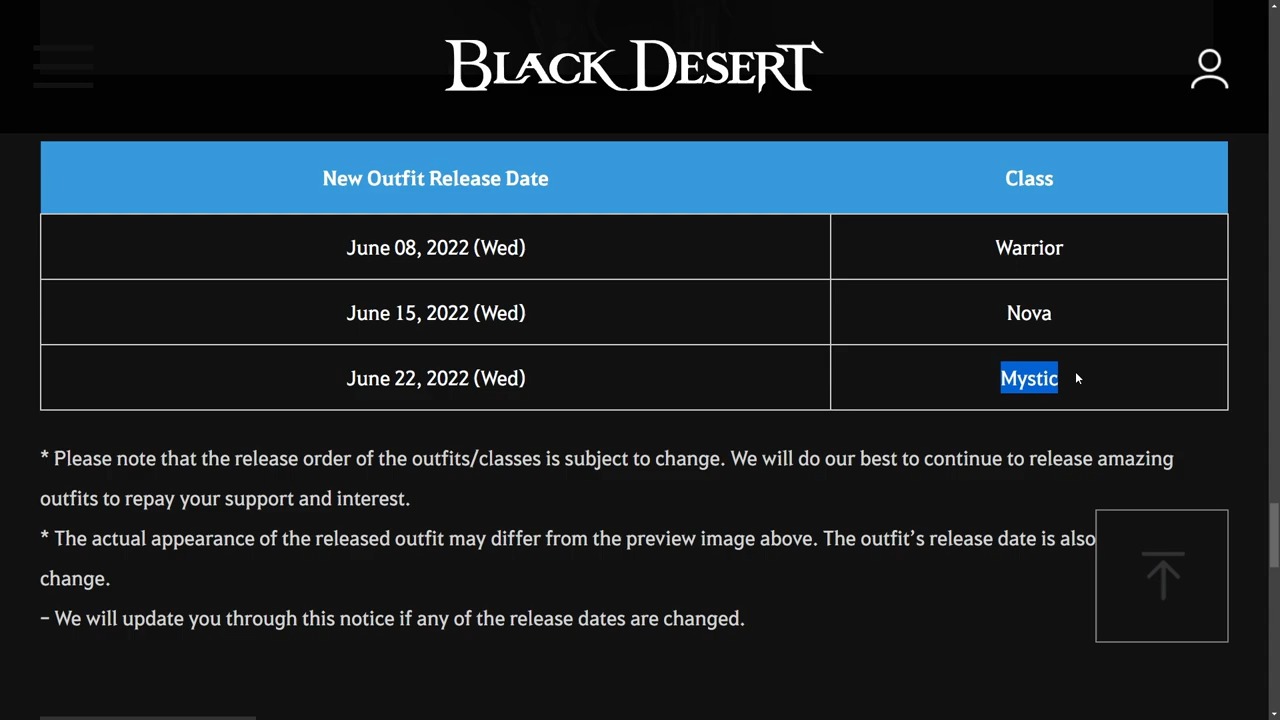 BLACK DESERT
New Outfit Release Date Class
June 08, 2022 (Wed) Warrior
June 15, 2022 (Wed) Nova
June 22, 2022 (Wed) Mystic
* Please note that the release order of the outfits/classes is subject to change. We will do our best to continue to release amazing
outfits to repay your support and interest.
* The actual appearance of the released outfit may differ from the preview image above. The outfit’s release date is also
change.
– We will update you through this notice if any of the release dates are changed.